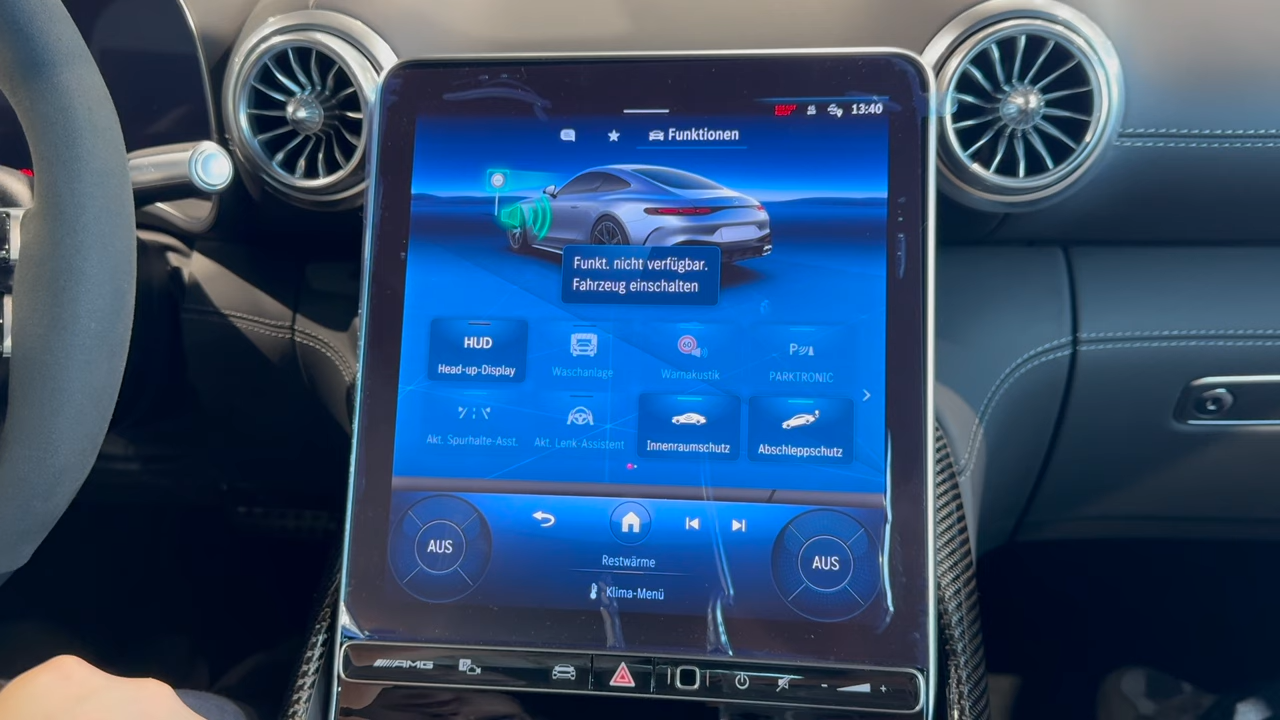 13:40
Funktionen
Funkt. nicht verfügbar.
Fahrzeug einschalten
HUD
Head-up-Display
Waschanlage
60
Warnakustik
P
PARKTRONIC
Akt. Spurhalte-Asst.
Akt. Lenk-Assistent
Innenraumschutz
Abschleppschutz
AUS
AUS
Restwärme
Klima-Menü
AMG